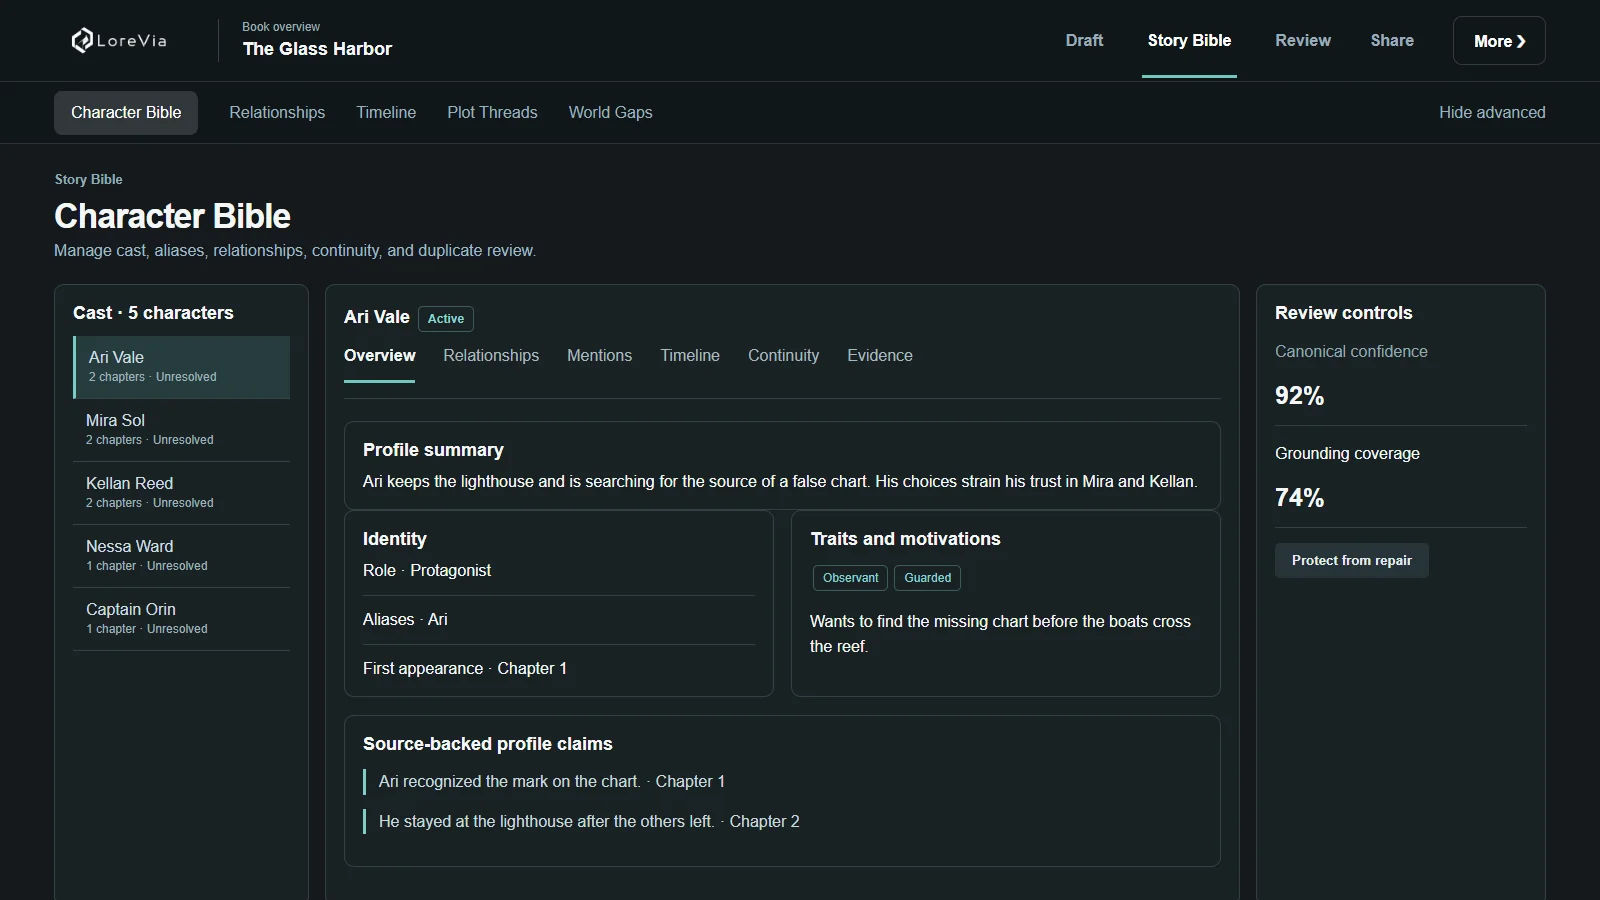 LoreVia
Book overview
The Glass Harbor
Draft
Story Bible
Review
Share
More ❯
Character Bible
Relationships
Timeline
Plot Threads
World Gaps
Hide advanced
Story Bible
Character Bible
Manage cast, aliases, relationships, continuity, and duplicate review.
Cast · 5 characters
Ari Vale
2 chapters · Unresolved
Mira Sol
2 chapters · Unresolved
Kellan Reed
2 chapters · Unresolved
Nessa Ward
1 chapter · Unresolved
Captain Orin
1 chapter · Unresolved
Ari Vale
Active
Overview
Relationships
Mentions
Timeline
Continuity
Evidence
Profile summary
Ari keeps the lighthouse and is searching for the source of a false chart. His choices strain his trust in Mira and Kellan.
Identity
Role · Protagonist
Aliases · Ari
First appearance · Chapter 1
Traits and motivations
Observant
Guarded
Wants to find the missing chart before the boats cross
the reef.
Source-backed profile claims
Ari recognized the mark on the chart. · Chapter 1
He stayed at the lighthouse after the others left. · Chapter 2
Review controls
Canonical confidence
92%
Grounding coverage
74%
Protect from repair